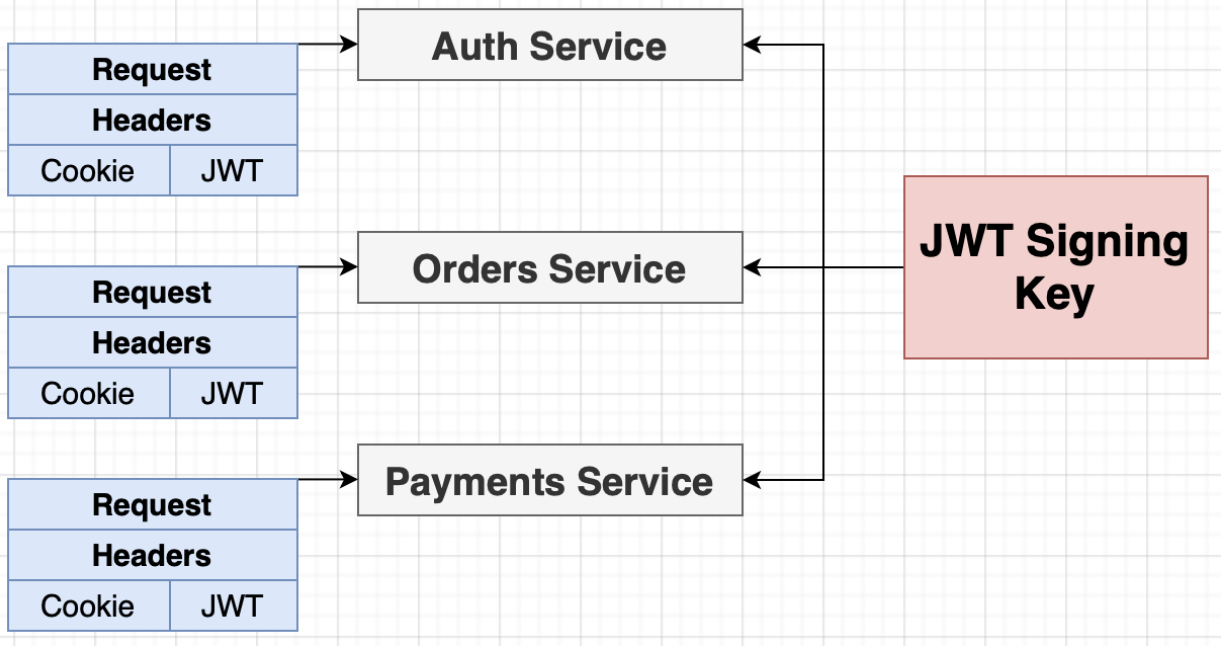 Auth Service
Request
Headers
Cookie JWT
JWT Signing
Key
Orders Service
Request
Headers
Cookie JWT
Payments Service
Request
Headers
Cookie JWT